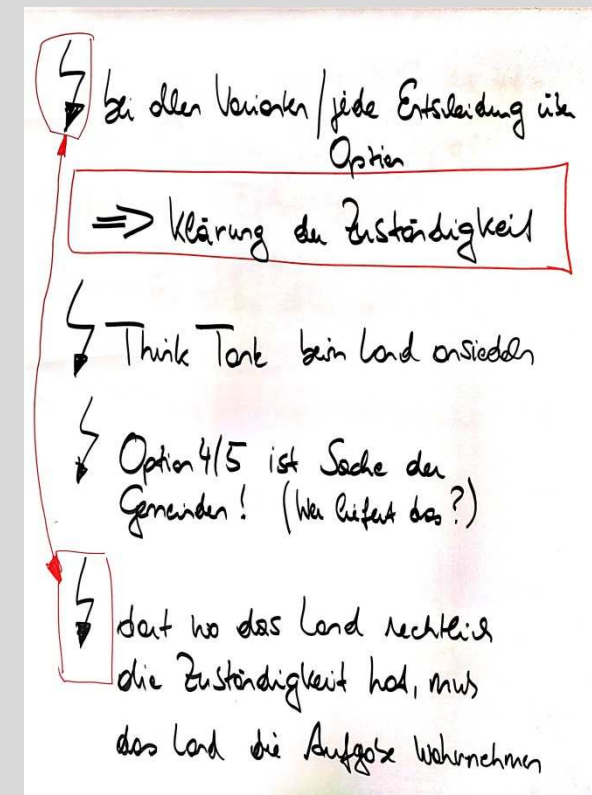 bei allen Varianten / jede Entscheidung über
Option
=> Klärung der Zuständigkeit
Think Tank beim Land ansiedeln
Option 4/5 ist Sache der
Gemeinden! (Wer liefert das?)
dort wo das Land rechtlich
die Zuständigkeit hat, muss
das Land die Aufgabe wahrnehmen